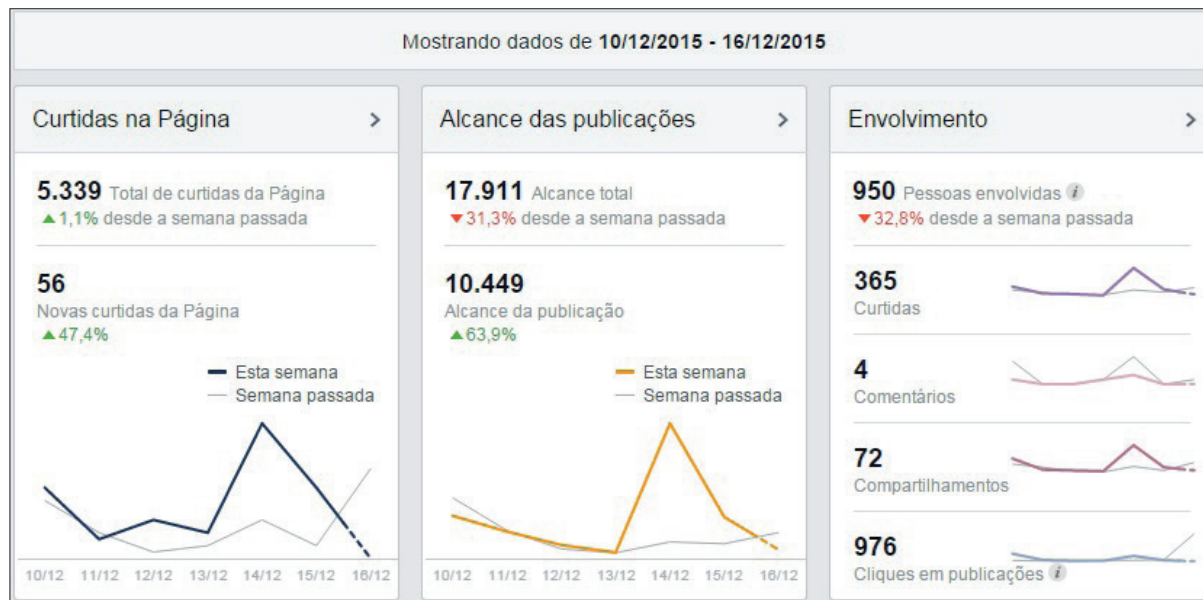 Mostrando dados de 10/12/2015 - 16/12/2015
Curtidas na Página >
5.339 Total de curtidas da Página
▲1,1% desde a semana passada
56
Novas curtidas da Página
▲47,4%
Esta semana
Semana passada
10/12 11/12 12/12 13/12 14/12 15/12 16/12
Alcance das publicações >
17.911 Alcance total
▼31,3% desde a semana passada
10.449
Alcance da publicação
▲63,9%
Esta semana
Semana passada
10/12 11/12 12/12 13/12 14/12 15/12 16/12
Envolvimento >
950 Pessoas envolvidas i
▼32,8% desde a semana passada
365
Curtidas
4
Comentários
72
Compartilhamentos
976
Cliques em publicações i